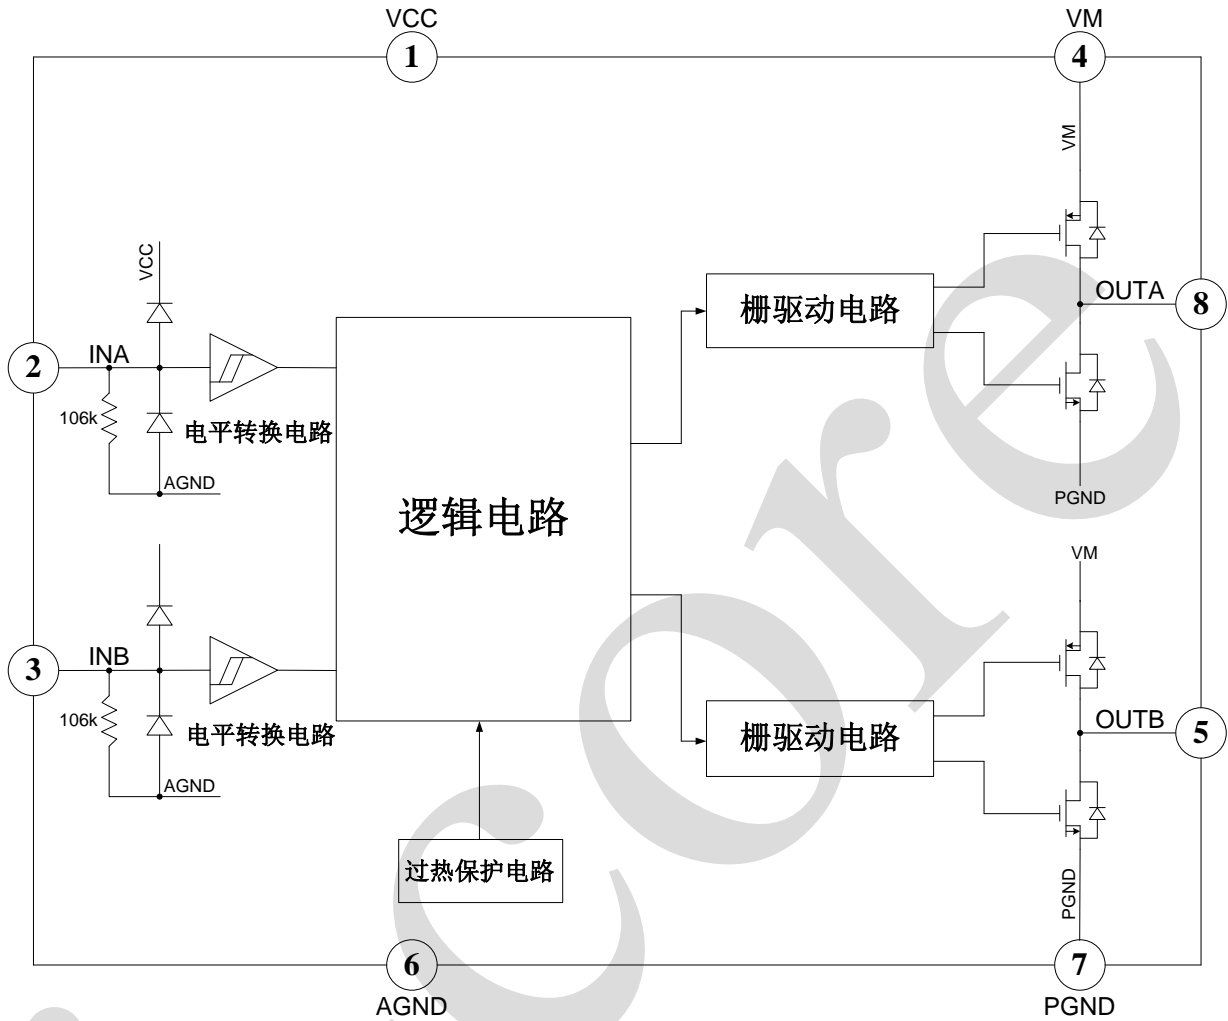 VCC
VM
1
4
VM
VCC
栅驱动电路
OUTA
8
2
INA
106k
电平转换电路
AGND
PGND
逻辑电路
VM
3
INB
106k
电平转换电路
AGND
栅驱动电路
OUTB
5
过热保护电路
PGND
6
7
AGND
PGND
core